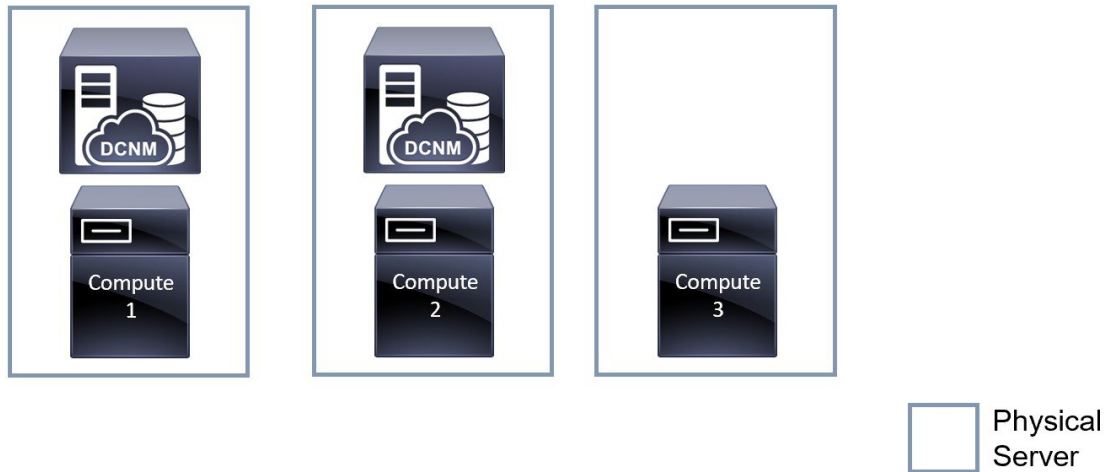 DCNM
DCNM
Compute
1
Compute
2
Compute
3
Physical
Server